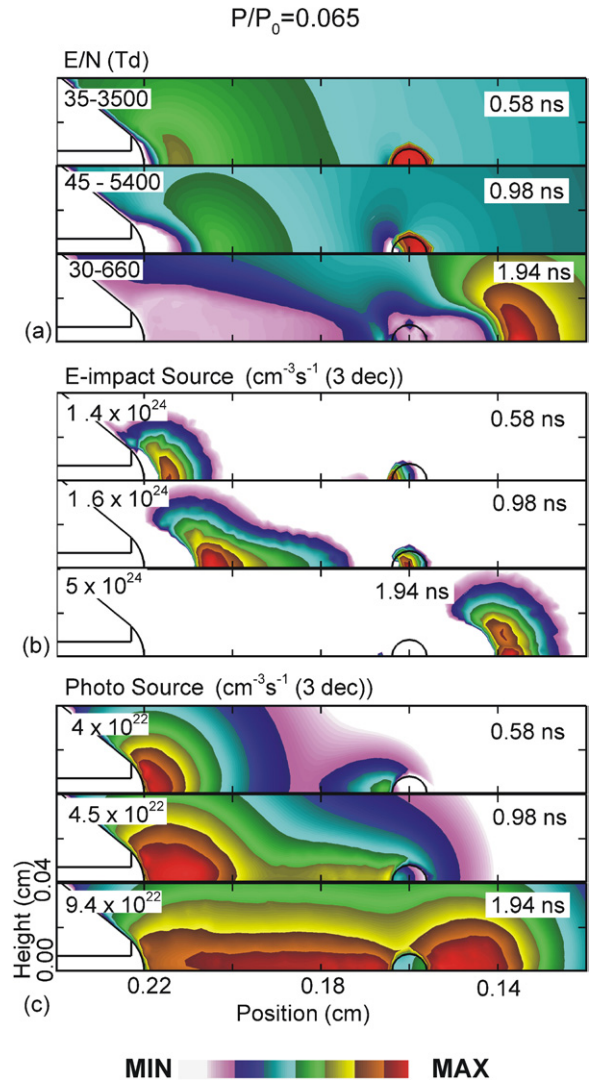 P/P₀=0.065
E/N (Td)
35-3500
0.58 ns
45 - 5400
0.98 ns
30-660
1.94 ns
(a)
E-impact Source (cm⁻³s⁻¹ (3 dec))
1.4 x 10²⁴
0.58 ns
1.6 x 10²⁴
0.98 ns
5 x 10²⁴
1.94 ns
(b)
Photo Source (cm⁻³s⁻¹ (3 dec))
4 x 10²²
0.58 ns
4.5 x 10²²
0.98 ns
9.4 x 10²²
1.94 ns
Height (cm)
0.00
0.04
(c)
0.22
0.18
0.14
Position (cm)
MIN
MAX